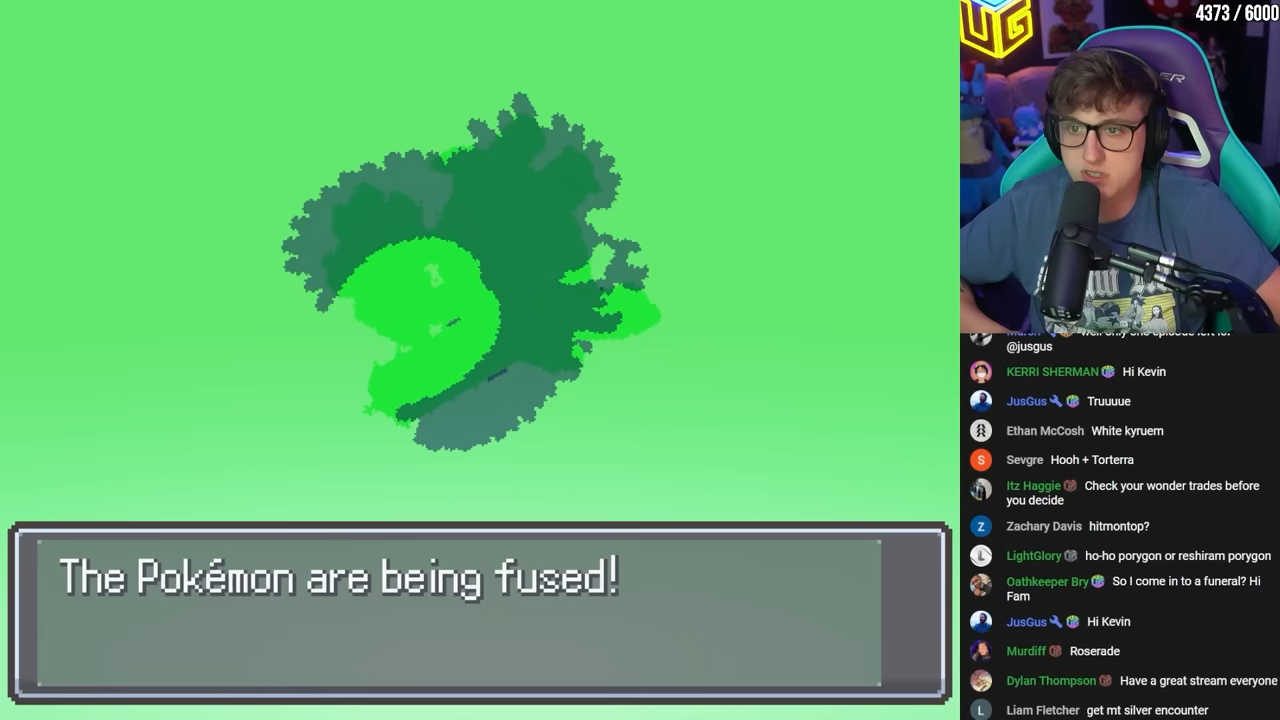 4373 / 6000
UG
@jusgus
KERRI SHERMAN Hi Kevin
JusGus Truuuue
Ethan McCosh White kyruem
Sevgre Hooh + Torterra
Itz Haggie Check your wonder trades before
you decide
Zachary Davis hitmontop?
LightGlory ho-ho porygon or reshiram porygon
Oathkeeper Bry So I come in to a funeral? Hi
Fam
JusGus Hi Kevin
Murdiff Roserade
Dylan Thompson Have a great stream everyone
Liam Fletcher get mt silver encounter
The Pokémon are being fused!